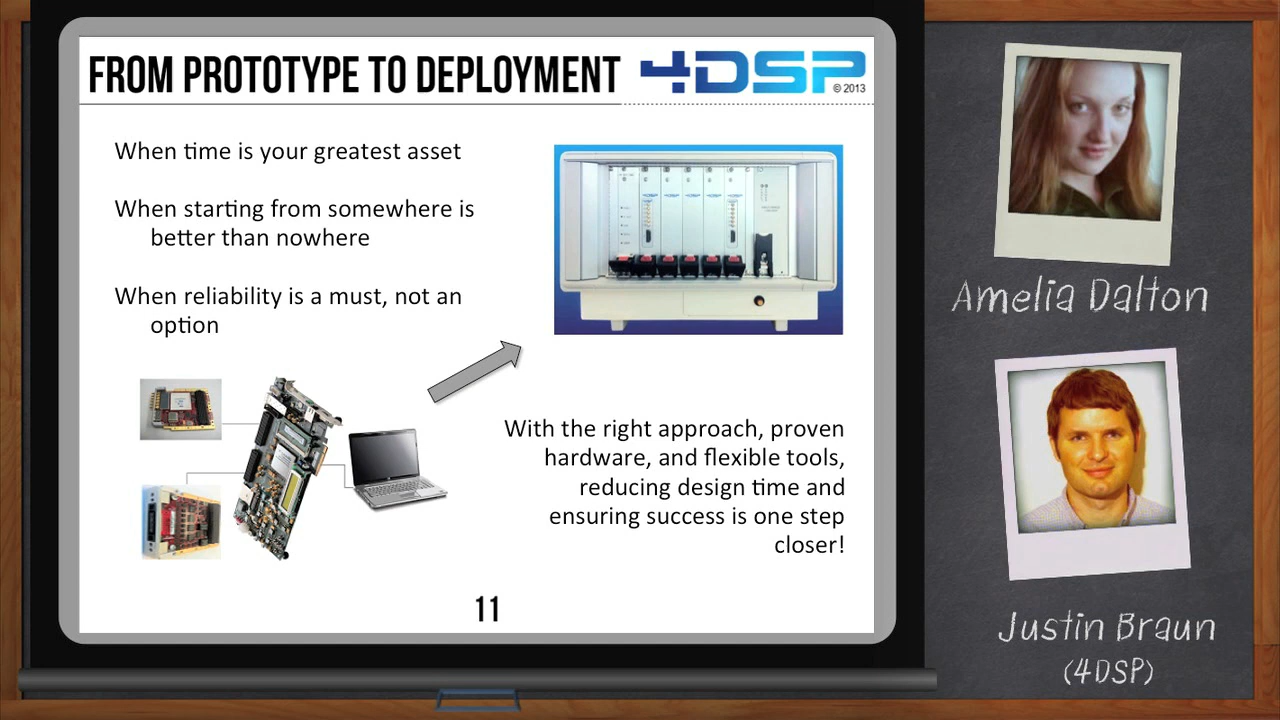 FROM PROTOTYPE TO DEPLOYMENT
4DSP
© 2013
When time is your greatest asset
When starting from somewhere is
better than nowhere
When reliability is a must, not an
option
With the right approach, proven
hardware, and flexible tools,
reducing design time and
ensuring success is one step
closer!
11
Amelia Dalton
Justin Braun
(4DSP)